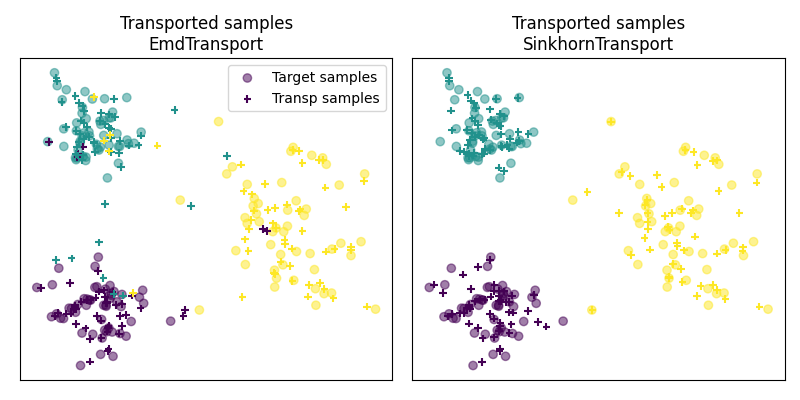 Transported samples
EmdTransport
Transported samples
SinkhornTransport
Target samples
Transp samples